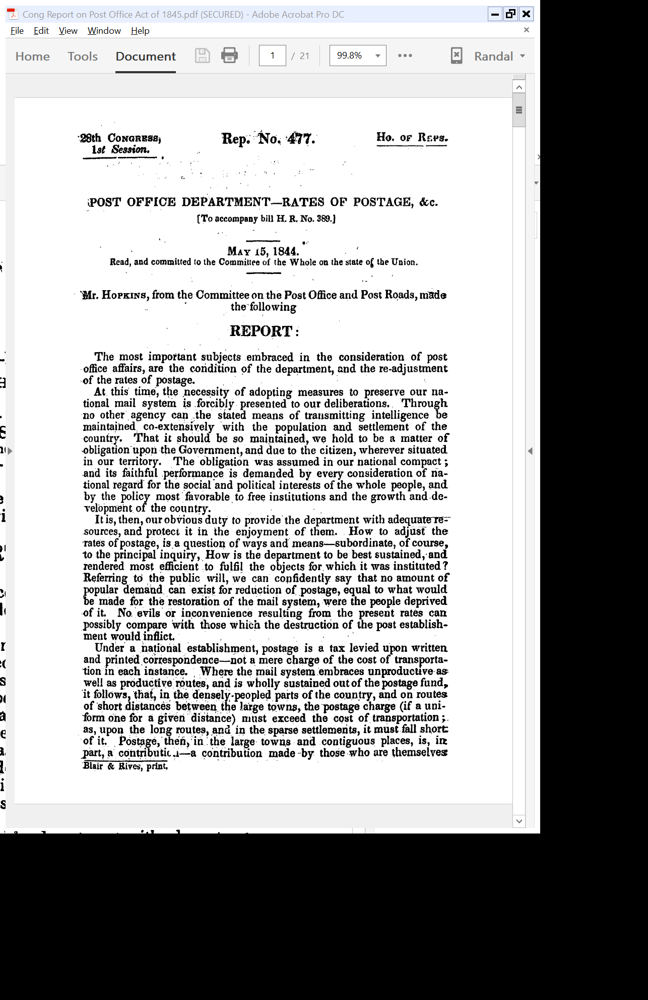 Cong Report on Post Office Act of 1845.pdf (SECURED) - Adobe Acrobat Pro DC
File Edit View Window Help
Home Tools Document 1 / 21 99.8% Randal
28th CONGRESS, Rep. No. 477. Ho. OF REPS.
1st Session.
POST OFFICE DEPARTMENT—RATES OF POSTAGE, &c.
[To accompany bill H. R. No. 389.]
MAY 15, 1844.
Read, and committed to the Committee of the Whole on the state of the Union.
Mr. HOPKINS, from the Committee on the Post Office and Post Roads, made
the following
REPORT:
The most important subjects embraced in the consideration of post
office affairs, are the condition of the department, and the re-adjustment
of the rates of postage.
At this time, the necessity of adopting measures to preserve our na-
tional mail system is forcibly presented to our deliberations. Through
no other agency can the stated means of transmitting intelligence be
maintained co-extensively with the population and settlement of the
country. That it should be so maintained, we hold to be a matter of
obligation upon the Government, and due to the citizen, wherever situated
in our territory. The obligation was assumed in our national compact;
and its faithful performance is demanded by every consideration of na-
tional regard for the social and political interests of the whole people, and
by the policy most favorable to free institutions and the growth and de-
velopment of the country.
It is, then, our obvious duty to provide the department with adequate re-
sources, and protect it in the enjoyment of them. How to adjust the
rates of postage, is a question of ways and means—subordinate, of course,
to the principal inquiry, How is the department to be best sustained, and
rendered most efficient to fulfil the objects for which it was instituted?
Referring to the public will, we can confidently say that no amount of
popular demand can exist for reduction of postage, equal to what would
be made for the restoration of the mail system, were the people deprived
of it. No evils or inconvenience resulting from the present rates can
possibly compare with those which the destruction of the post establish-
ment would inflict.
Under a national establishment, postage is a tax levied upon written
and printed correspondence—not a mere charge of the cost of transporta-
tion in each instance. Where the mail system embraces unproductive as
well as productive routes, and is wholly sustained out of the postage fund,
it follows, that, in the densely-peopled parts of the country, and on routes
of short distances between the large towns, the postage charge (if a uni-
form one for a given distance) must exceed the cost of transportation;
as, upon the long routes, and in the sparse settlements, it must fall short
of it. Postage, then, in the large towns and contiguous places, is, in
part, a contribution—a contribution made by those who are themselves
Blair & Rives, print.